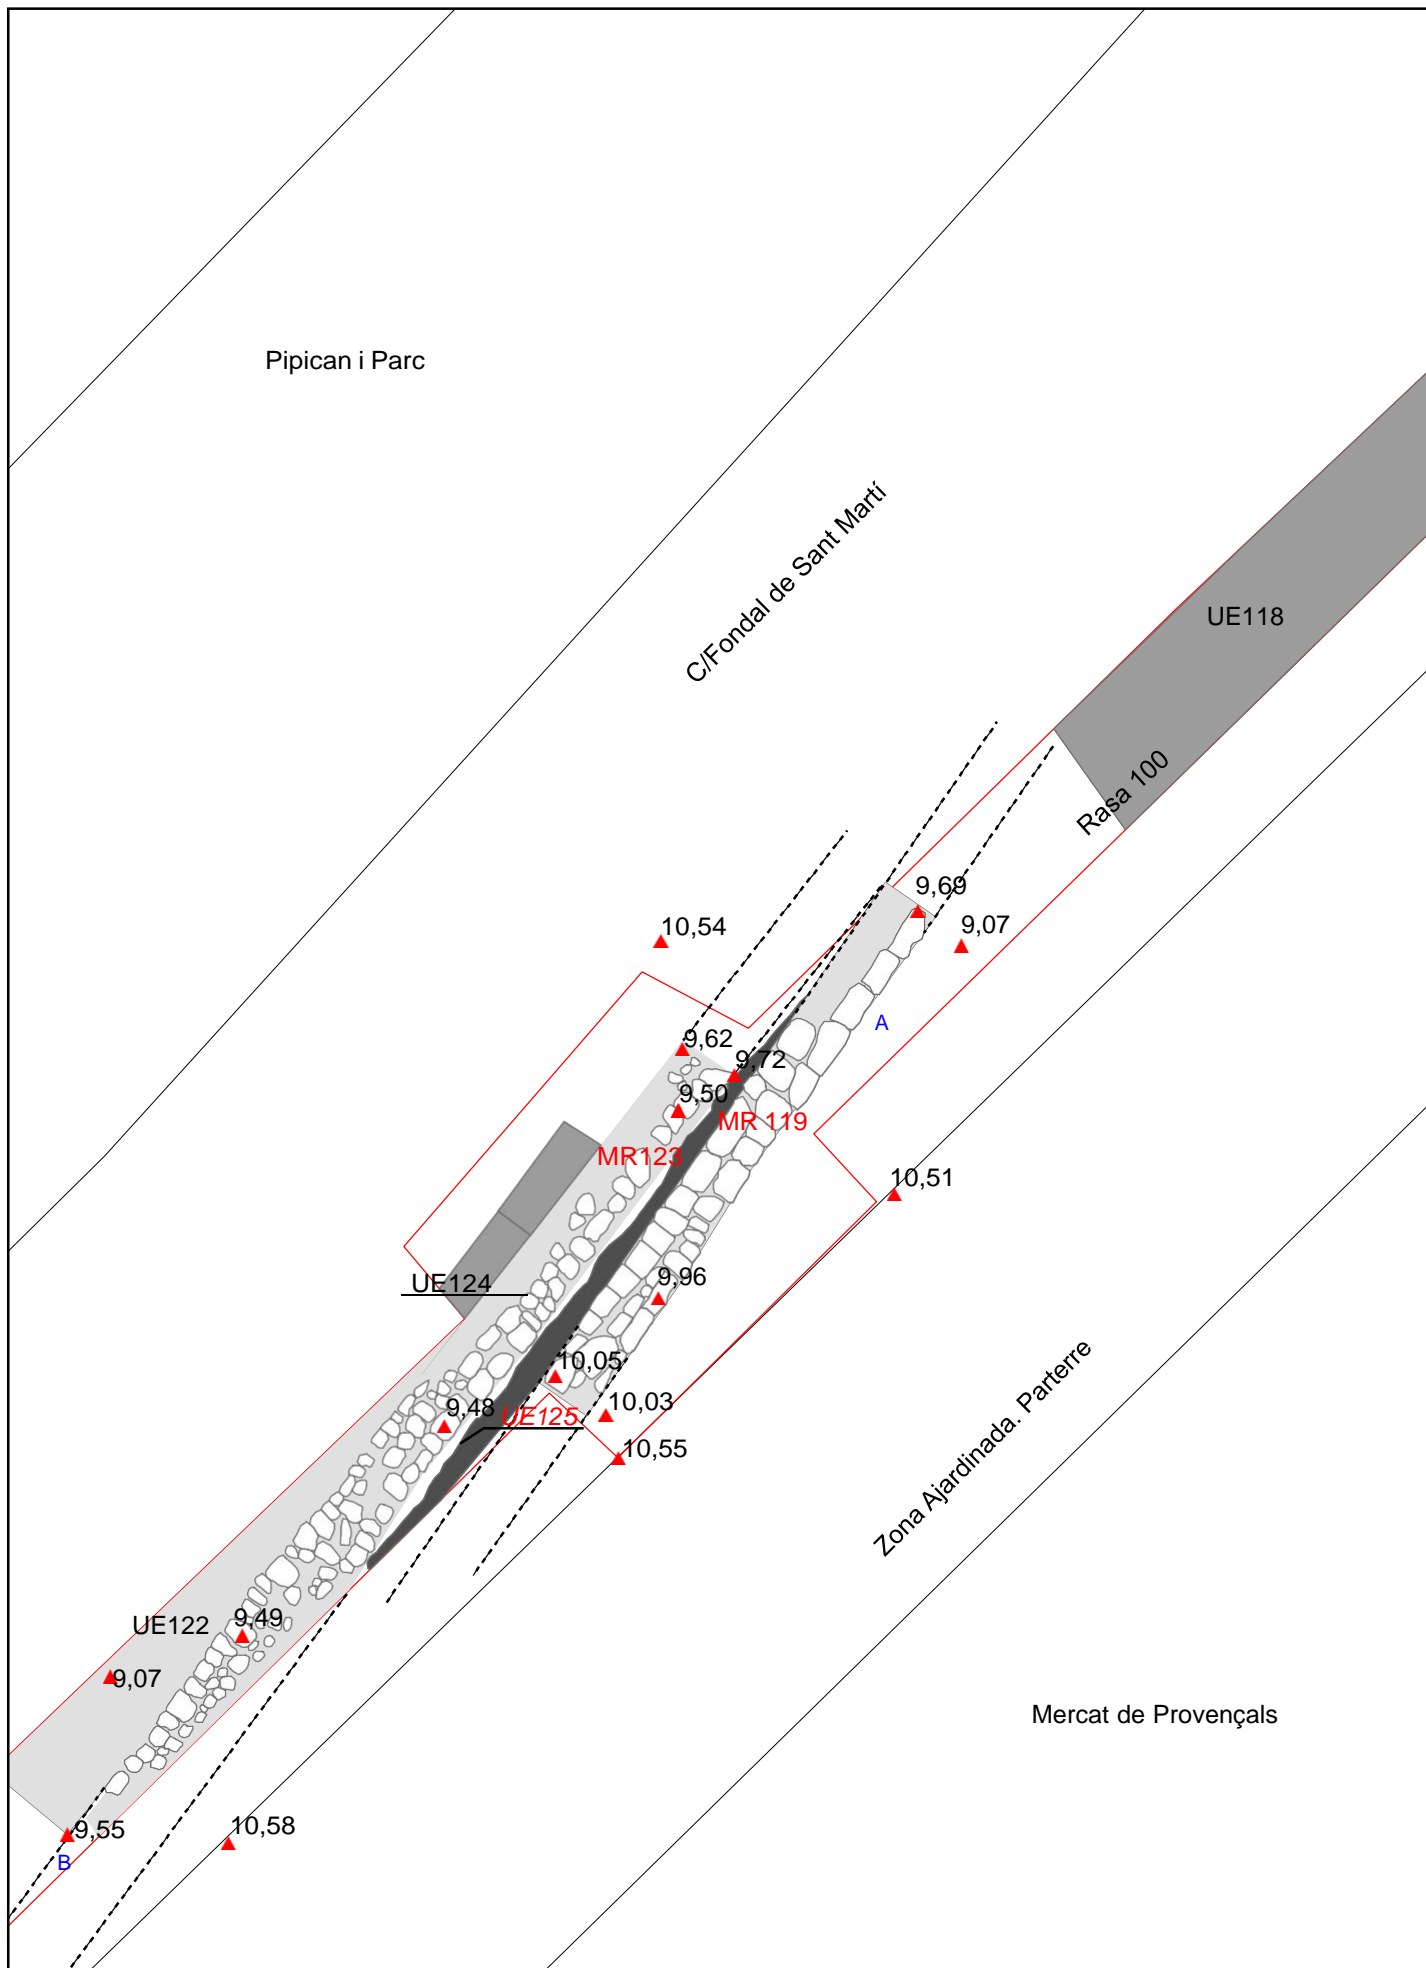 Pipican i Parc
C/Fondal de Sant Martí
UE118
Rasa 100
9,69
9,07
10,54
A
9,62
9,72
9,50
MR 119
MR123
10,51
UE124
9,96
10,05
9,48
UE125
10,03
10,55
Zona Ajardinada. Parterre
UE122
9,49
9,07
Mercat de Provençals
9,55
10,58
B